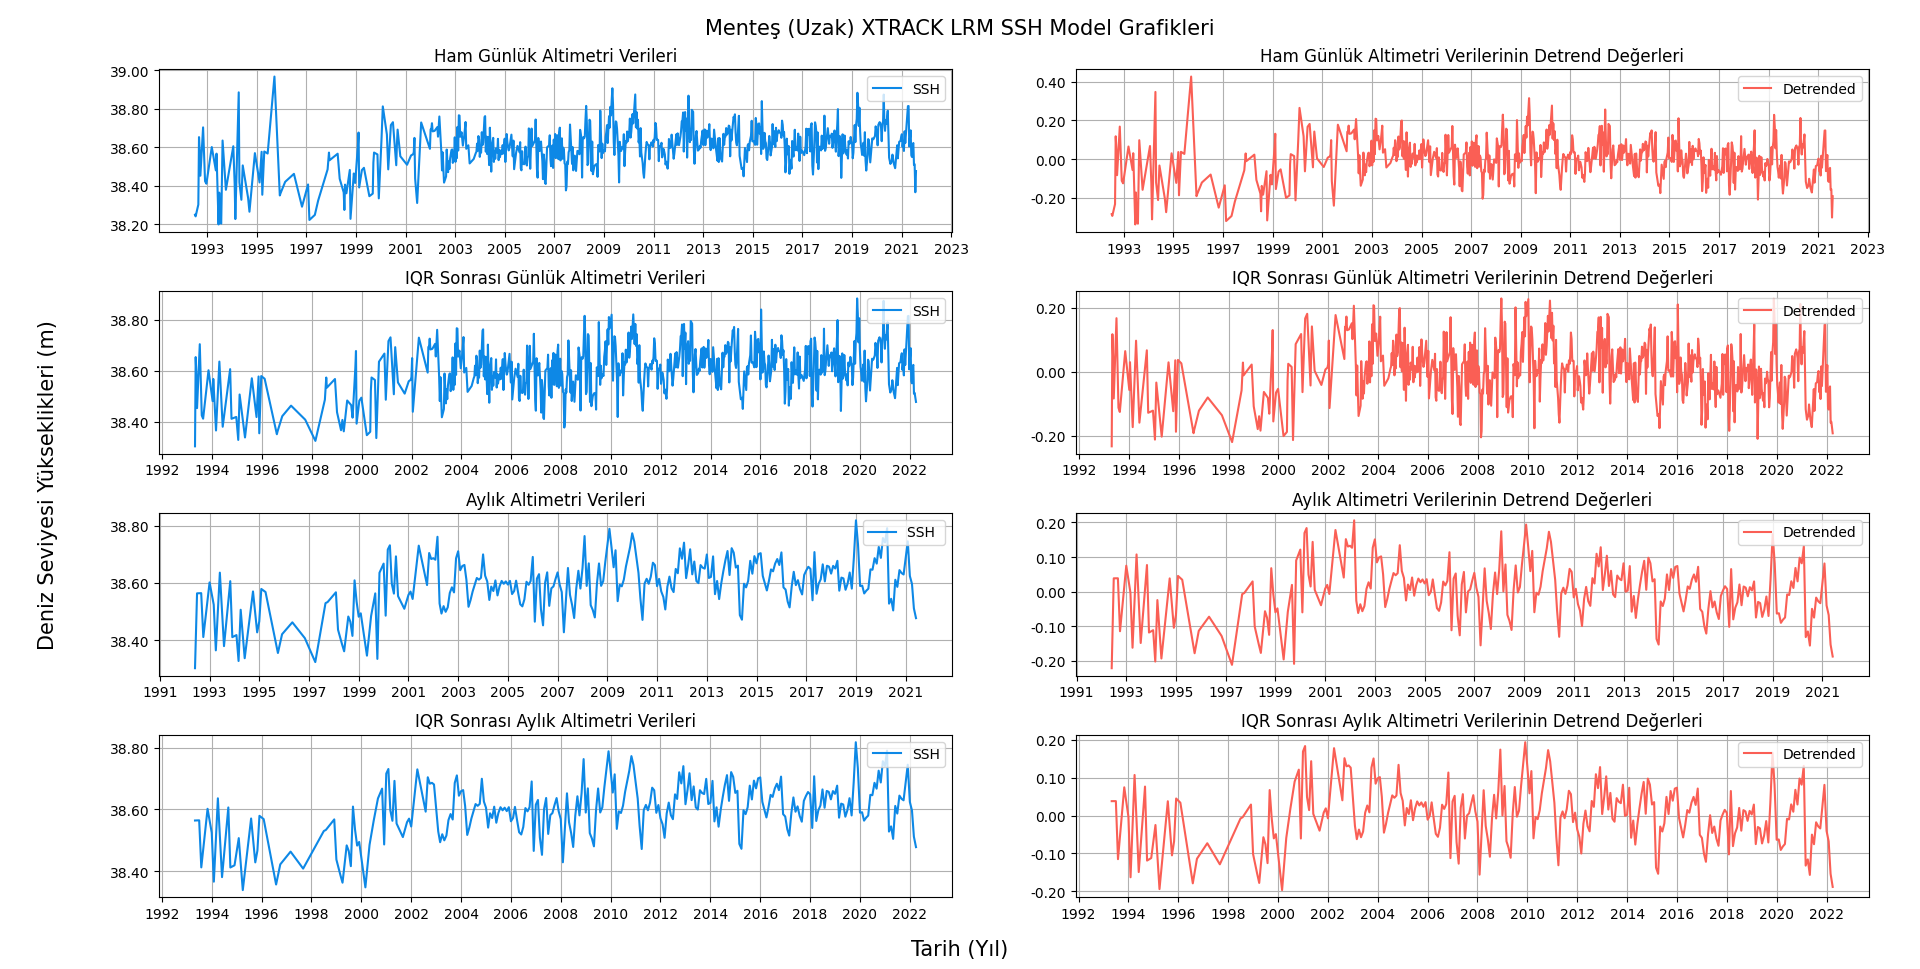 Menteş (Uzak) XTRACK LRM SSH Model Grafikleri
Ham Günlük Altimetri Verileri
39.00
38.80
38.60
38.40
38.20
SSH
1993 1995 1997 1999 2001 2003 2005 2007 2009 2011 2013 2015 2017 2019 2021 2023
Ham Günlük Altimetri Verilerinin Detrend Değerleri
0.40
0.20
0.00
-0.20
Detrended
1993 1995 1997 1999 2001 2003 2005 2007 2009 2011 2013 2015 2017 2019 2021 2023
IQR Sonrası Günlük Altimetri Verileri
38.80
38.60
38.40
SSH
1992 1994 1996 1998 2000 2002 2004 2006 2008 2010 2012 2014 2016 2018 2020 2022
IQR Sonrası Günlük Altimetri Verilerinin Detrend Değerleri
0.20
0.00
-0.20
Detrended
1992 1994 1996 1998 2000 2002 2004 2006 2008 2010 2012 2014 2016 2018 2020 2022
Aylık Altimetri Verileri
38.80
38.60
38.40
SSH
1991 1993 1995 1997 1999 2001 2003 2005 2007 2009 2011 2013 2015 2017 2019 2021
Aylık Altimetri Verilerinin Detrend Değerleri
0.20
0.10
0.00
-0.10
-0.20
Detrended
1991 1993 1995 1997 1999 2001 2003 2005 2007 2009 2011 2013 2015 2017 2019 2021
IQR Sonrası Aylık Altimetri Verileri
38.80
38.60
38.40
SSH
1992 1994 1996 1998 2000 2002 2004 2006 2008 2010 2012 2014 2016 2018 2020 2022
IQR Sonrası Aylık Altimetri Verilerinin Detrend Değerleri
0.20
0.10
0.00
-0.10
-0.20
Detrended
1992 1994 1996 1998 2000 2002 2004 2006 2008 2010 2012 2014 2016 2018 2020 2022
Deniz Seviyesi Yükseklikleri (m)
Tarih (Yıl)